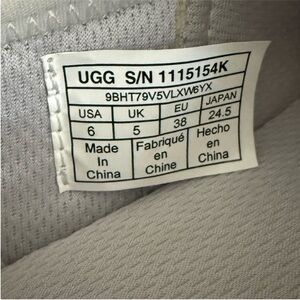 UGG S/N 1115154K
9BHT79V5VLXW6YX
USA UK EU JAPAN
6 5 38 24.5
Made Fabriqué Hecho
In en en
China Chine China